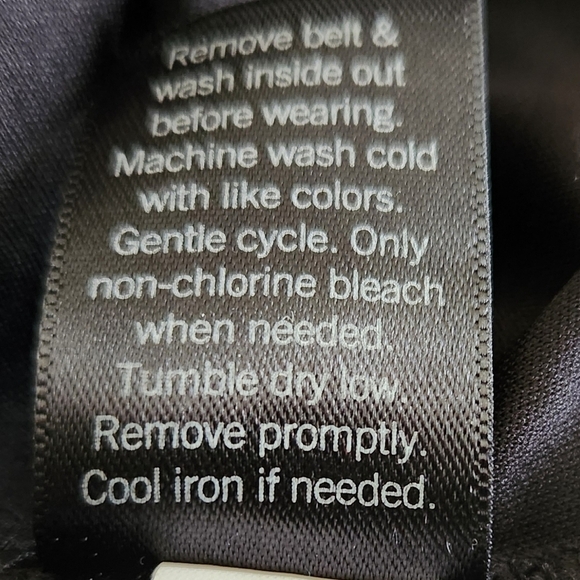 Remove belt &
wash inside out
before wearing.
Machine wash cold
with like colors.
Gentle cycle. Only
non-chlorine bleach
when needed.
Tumble dry low.
Remove promptly.
Cool iron if needed.